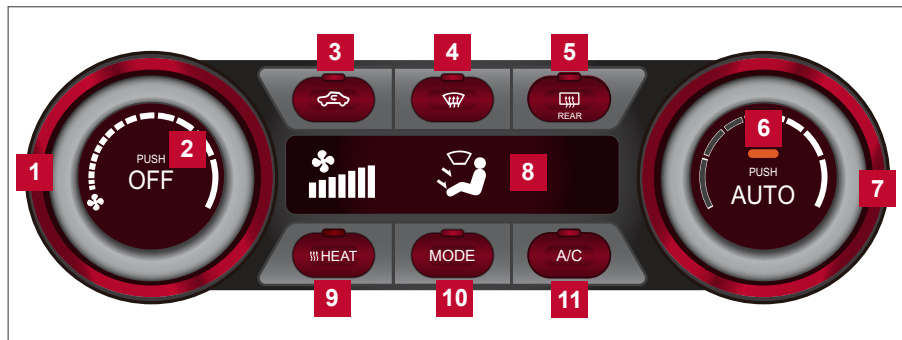 3
4
5
REAR
1
2
PUSH
OFF
8
6
PUSH
AUTO
7
HEAT
MODE
A/C
9
10
11